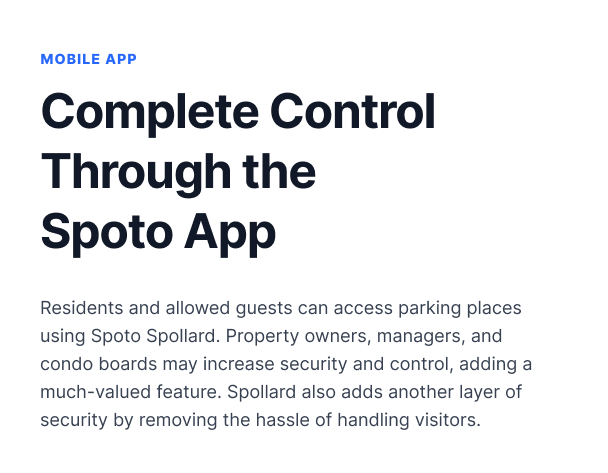 MOBILE APP
Complete Control
Through the
Spoto App
Residents and allowed guests can access parking places
using Spoto Spollard. Property owners, managers, and
condo boards may increase security and control, adding a
much-valued feature. Spollard also adds another layer of
security by removing the hassle of handling visitors.